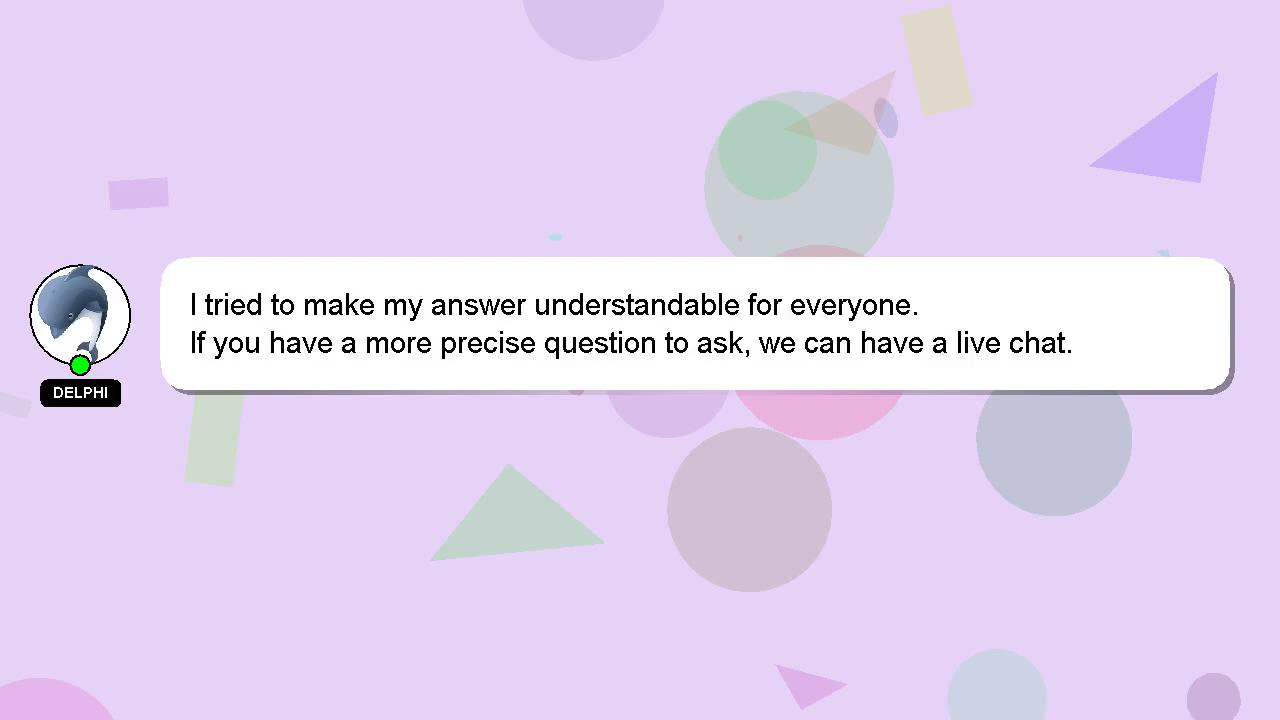 I tried to make my answer understandable for everyone.
If you have a more precise question to ask, we can have a live chat.
DELPHI